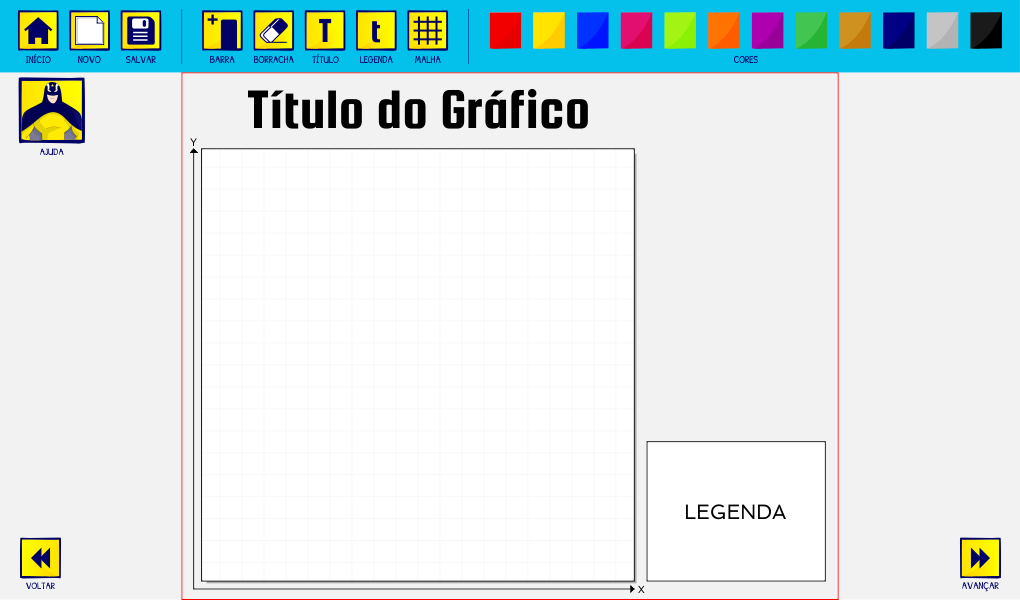 INÍCIO
NOVO
SALVAR
BARRA
BORRACHA
T
TÍTULO
t
LEGENDA
MALHA
CORES
AJUDA
Título do Gráfico
Y
LEGENDA
X
VOLTAR
AVANÇAR